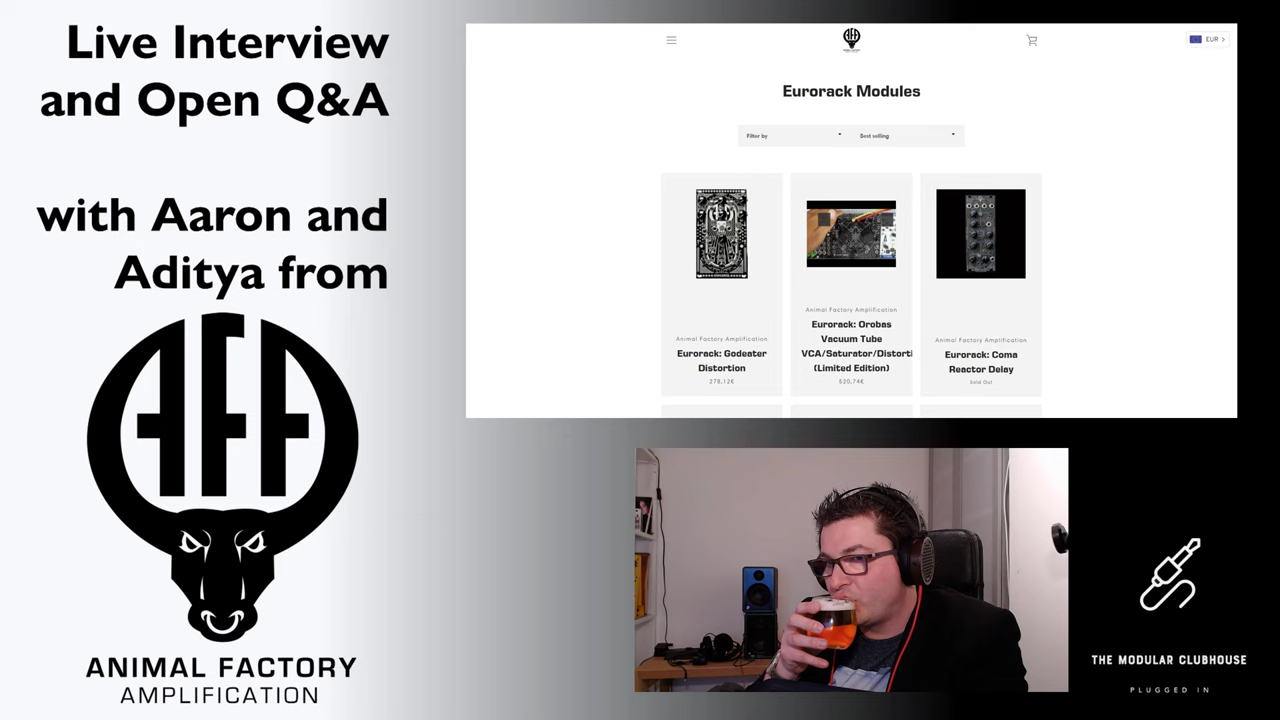 Live Interview
and Open Q&A
with Aaron and
Aditya from
AFA
ANIMAL FACTORY
AMPLIFICATION
EUR >
Eurorack Modules
Filter by
Best selling
Animal Factory Amplification
Eurorack: Godeater
Distortion
278,12€
Animal Factory Amplification
Eurorack: Orobas
Vacuum Tube
VCA/Saturator/Distorti
(Limited Edition)
520,74€
Animal Factory Amplification
Eurorack: Coma
Reactor Delay
Sold Out
THE MODULAR CLUBHOUSE
PLUGGED IN